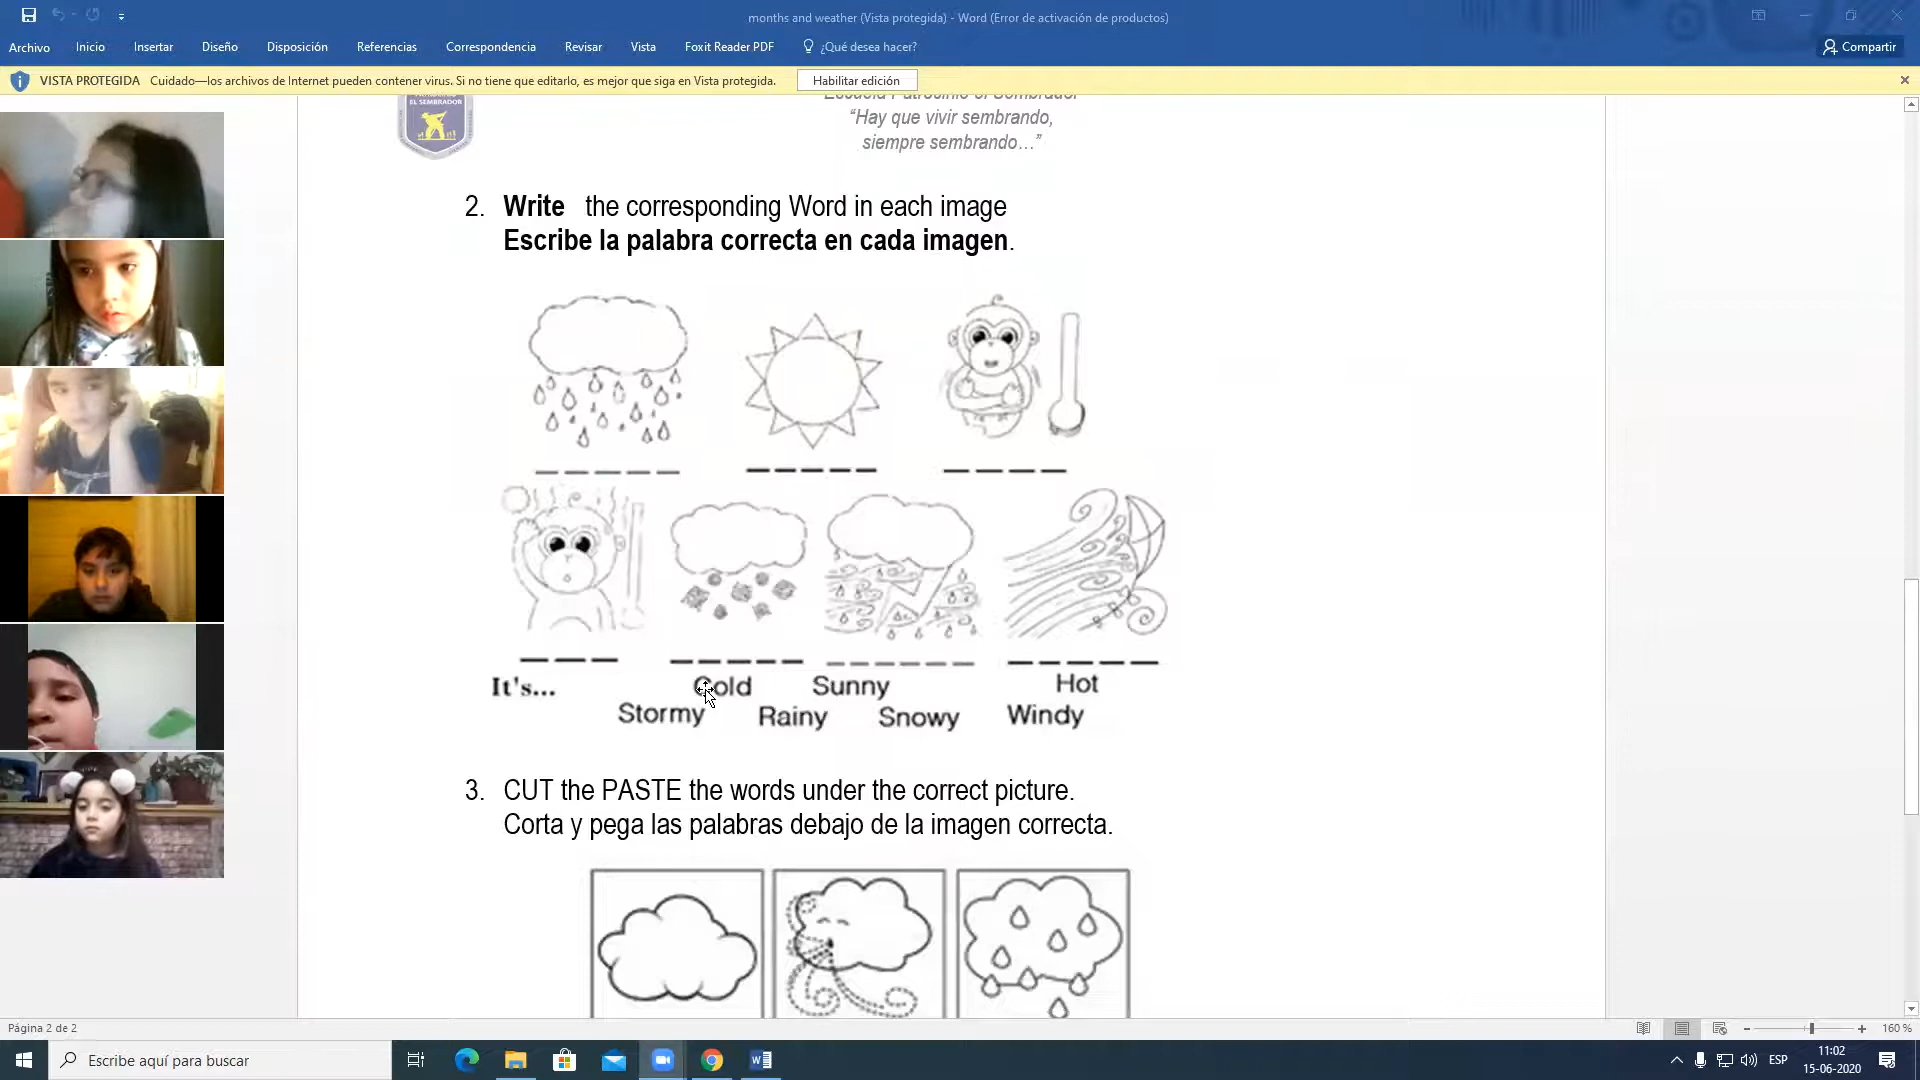 months and weather (Vista protegida) - Word (Error de activación de productos)
Archivo Inicio Insertar Diseño Disposición Referencias Correspondencia Revisar Vista Foxit Reader PDF ¿Qué desea hacer? Compartir
VISTA PROTEGIDA Cuidado—los archivos de Internet pueden contener virus. Si no tiene que editarlo, es mejor que siga en Vista protegida. Habilitar edición
EL SEMBRADOR
“Hay que vivir sembrando,
siempre sembrando…”
2. Write the corresponding Word in each image
Escribe la palabra correcta en cada imagen.
It's... Cold Sunny Hot
Stormy Rainy Snowy Windy
3. CUT the PASTE the words under the correct picture.
Corta y pega las palabras debajo de la imagen correcta.
Página 2 de 2
160 %
Escribe aquí para buscar
ESP
11:02
15-06-2020